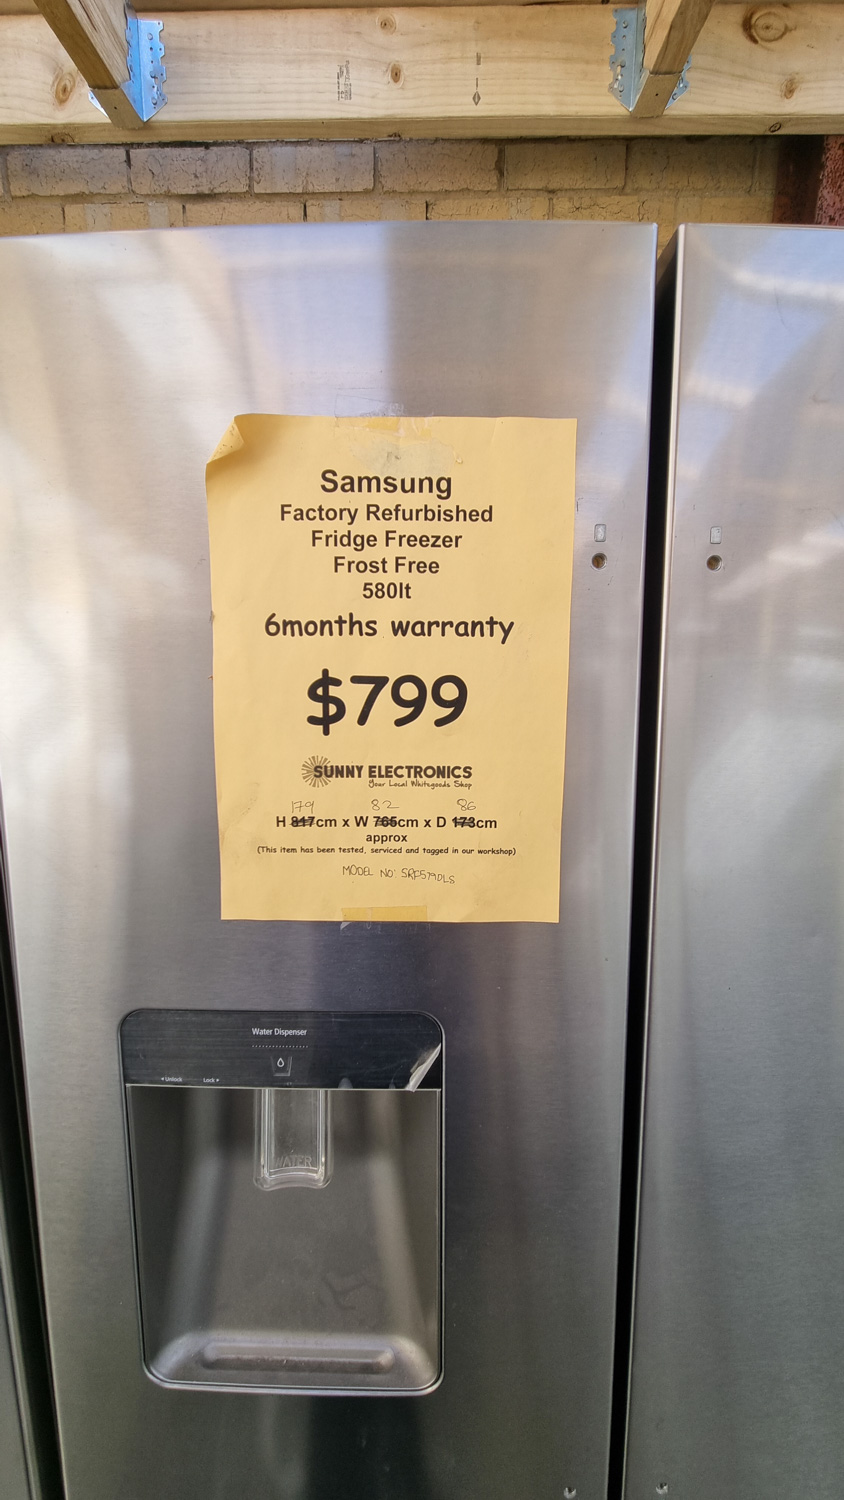 Samsung
Factory Refurbished
Fridge Freezer
Frost Free
580lt
6months warranty
$799
SUNNY ELECTRONICS
Your Local Whitegoods Shop
179 82 86
H 817cm x W 765cm x D 173cm
approx
(This item has been tested, serviced and tagged in our workshop)
MODEL NO: SRF579DLS
Water Dispenser
Unlock Lock
WATER